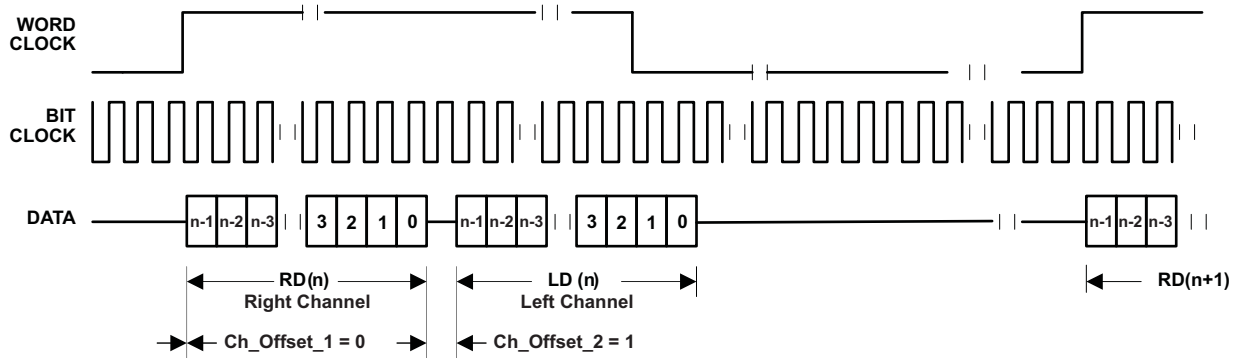 WORD
CLOCK
BIT
CLOCK
DATA
n-1 n-2 n-3 3 2 1 0 n-1 n-2 n-3 3 2 1 0 n-1 n-2 n-3
RD(n) LD (n) RD(n+1)
Right Channel Left Channel
Ch_Offset_1 = 0 Ch_Offset_2 = 1